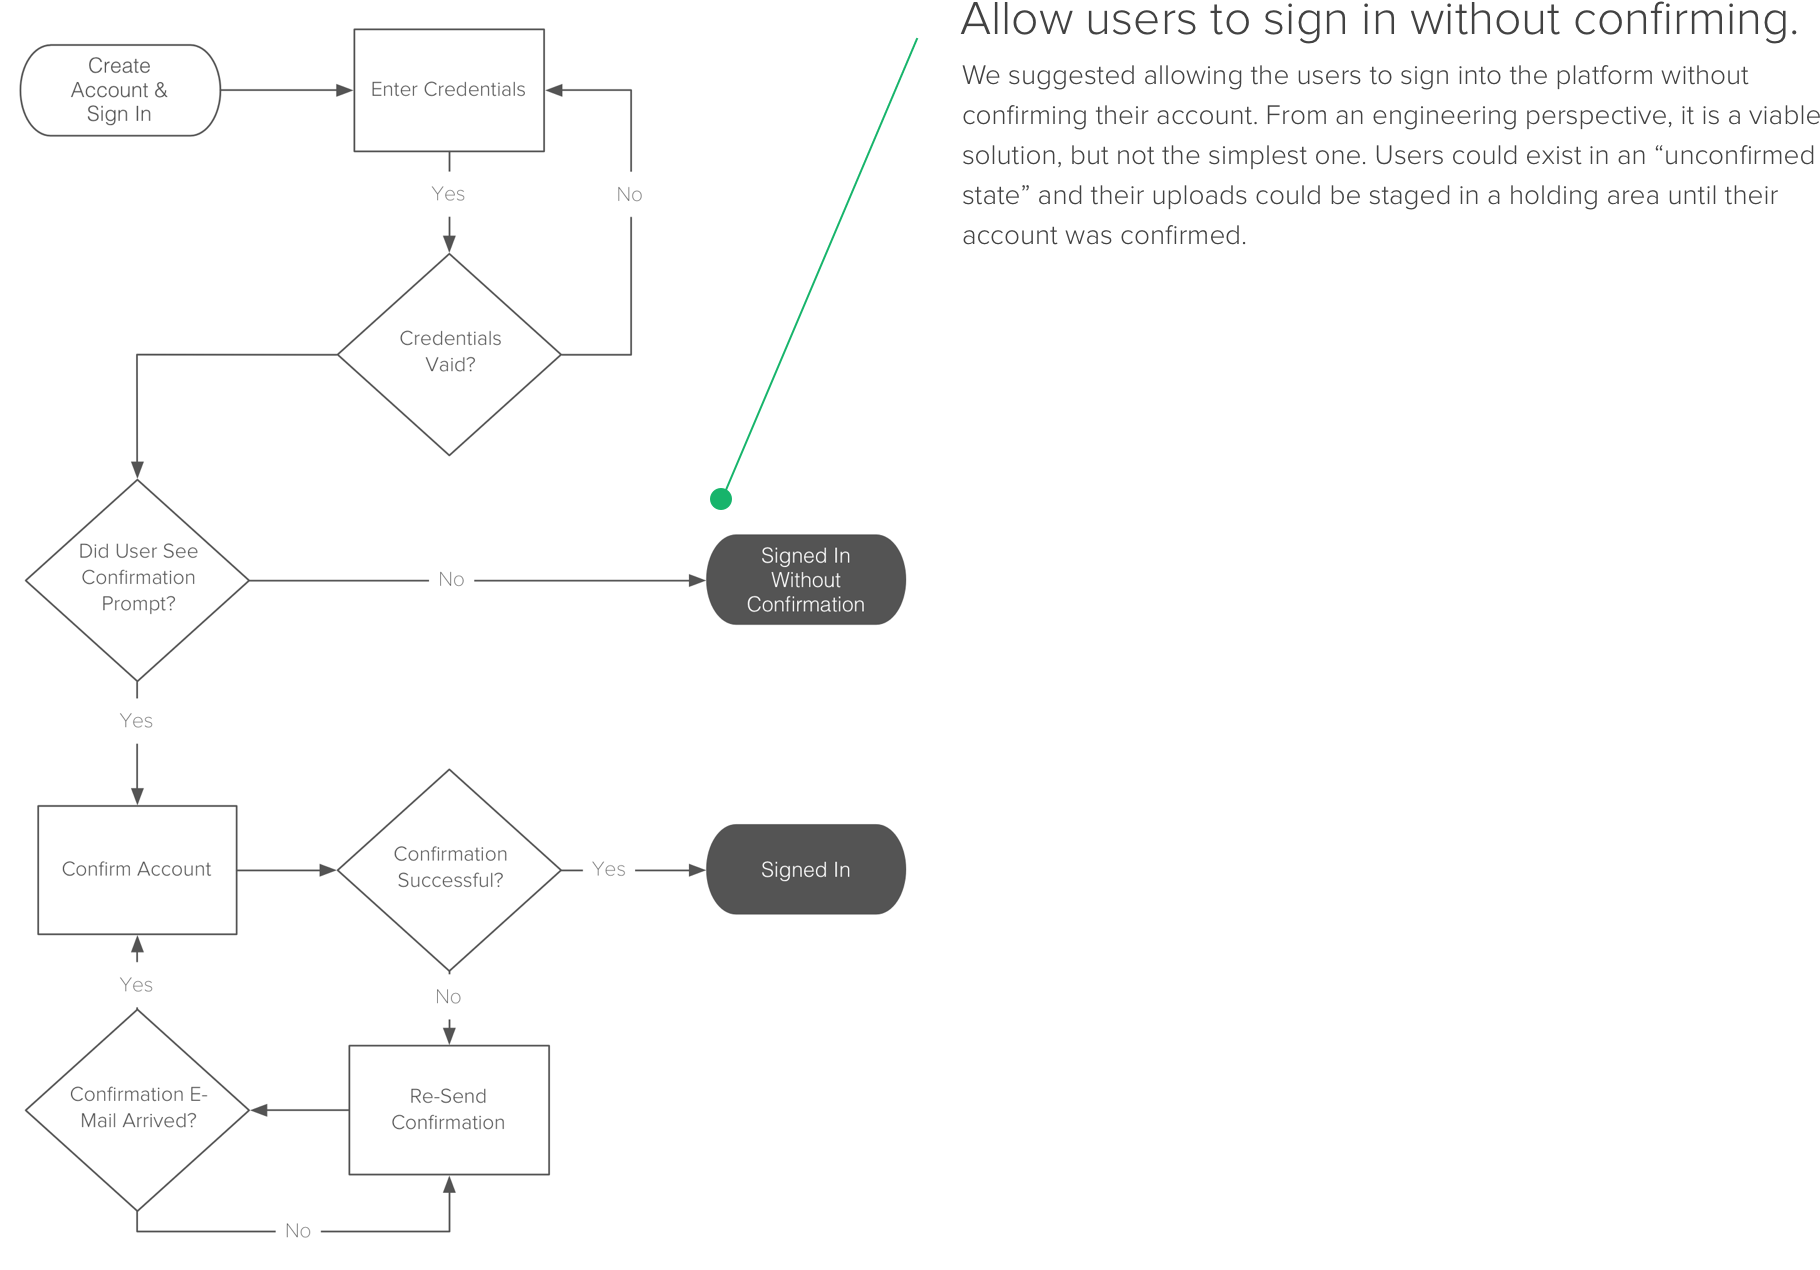 Allow users to sign in without confirming.
We suggested allowing the users to sign into the platform without
confirming their account. From an engineering perspective, it is a viable
solution, but not the simplest one. Users could exist in an “unconfirmed
state” and their uploads could be staged in a holding area until their
account was confirmed.
Create
Account &
Sign In
Enter Credentials
Yes
No
Credentials
Vaid?
Did User See
Confirmation
Prompt?
No
Signed In
Without
Confirmation
Yes
Confirm Account
Confirmation
Successful?
Yes
Signed In
Yes
No
Confirmation E-
Mail Arrived?
Re-Send
Confirmation
No